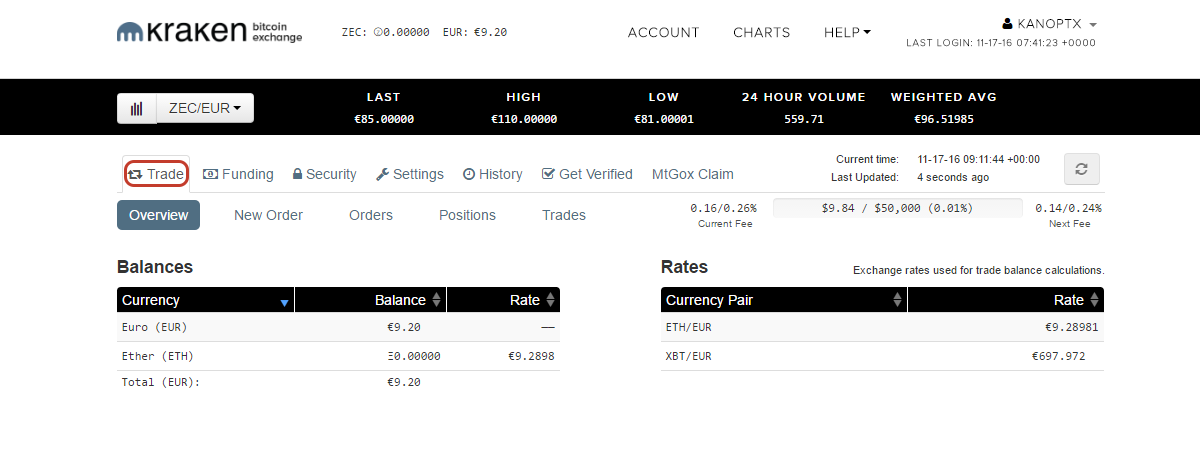 kraken bitcoin exchange
ZEC: ⓩ0.00000 EUR: €9.20
ACCOUNT CHARTS HELP
KANOPTX
LAST LOGIN: 11-17-16 07:41:23 +0000
ZEC/EUR
LAST HIGH LOW 24 HOUR VOLUME WEIGHTED AVG
€85.00000 €110.00000 €81.00001 559.71 €96.51985
Trade Funding Security Settings History Get Verified MtGox Claim
Current time: 11-17-16 09:11:44 +00:00
Last Updated: 4 seconds ago
Overview New Order Orders Positions Trades
0.16/0.26% $9.84 / $50,000 (0.01%) 0.14/0.24%
Current Fee Next Fee
Balances
Currency Balance Rate
Euro (EUR) €9.20 —
Ether (ETH) Ξ0.00000 €9.2898
Total (EUR): €9.20
Rates Exchange rates used for trade balance calculations.
Currency Pair Rate
ETH/EUR €9.28981
XBT/EUR €697.972